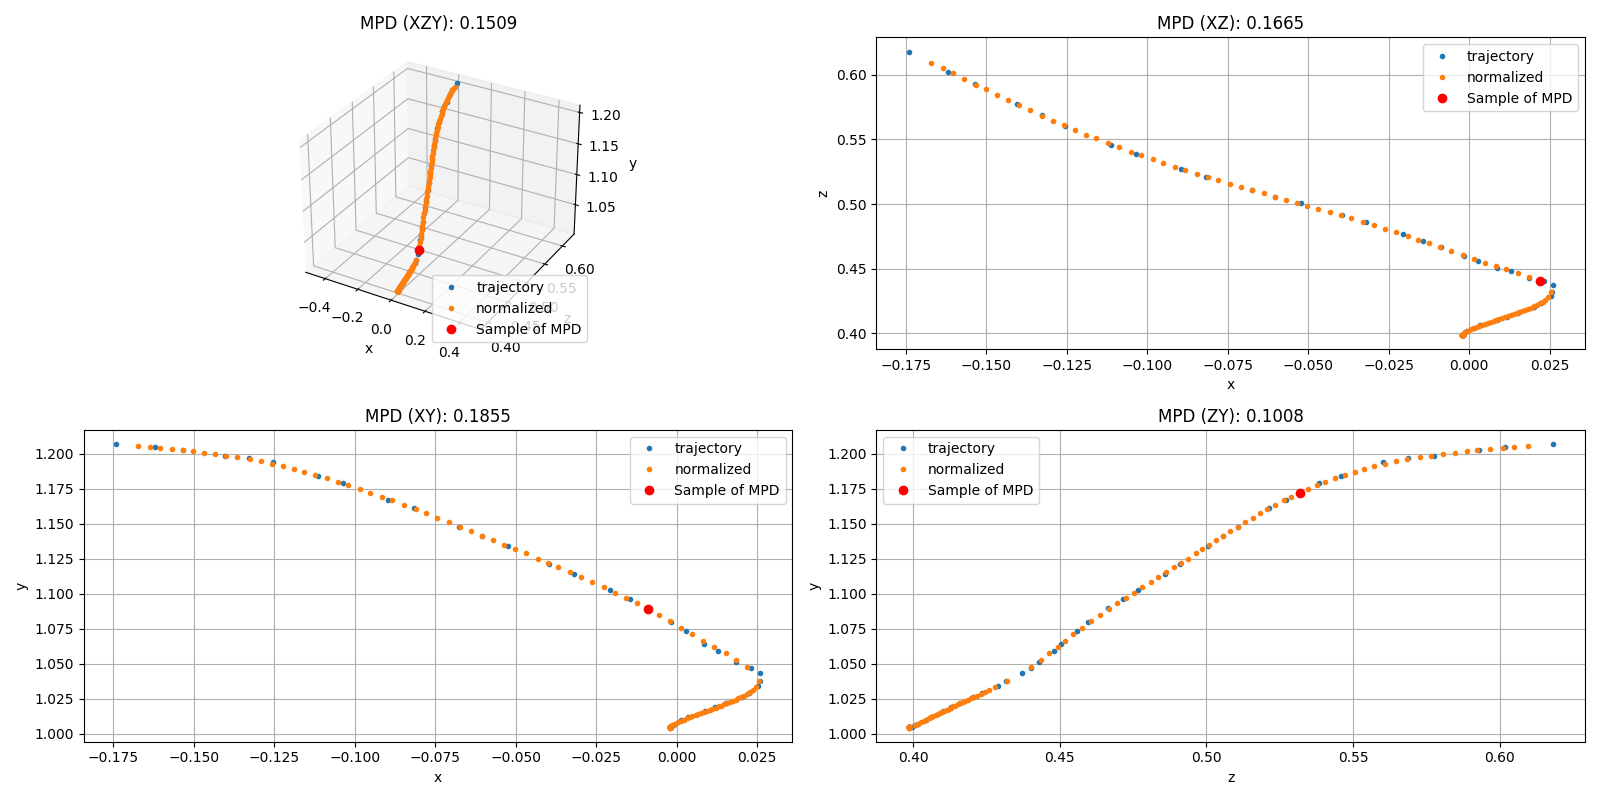 MPD (XZY): 0.1509
1.20
1.15
y
1.10
1.05
0.60
0.55
0.50
z
0.45
0.40
−0.4
−0.2
0.0
0.2
0.4
x
trajectory
normalized
Sample of MPD
MPD (XZ): 0.1665
0.60
0.55
0.50
0.45
0.40
z
−0.175 −0.150 −0.125 −0.100 −0.075 −0.050 −0.025 0.000 0.025
x
trajectory
normalized
Sample of MPD
MPD (XY): 0.1855
1.200
1.175
1.150
1.125
1.100
1.075
1.050
1.025
1.000
y
−0.175 −0.150 −0.125 −0.100 −0.075 −0.050 −0.025 0.000 0.025
x
trajectory
normalized
Sample of MPD
MPD (ZY): 0.1008
1.200
1.175
1.150
1.125
1.100
1.075
1.050
1.025
1.000
y
0.40 0.45 0.50 0.55 0.60
z
trajectory
normalized
Sample of MPD